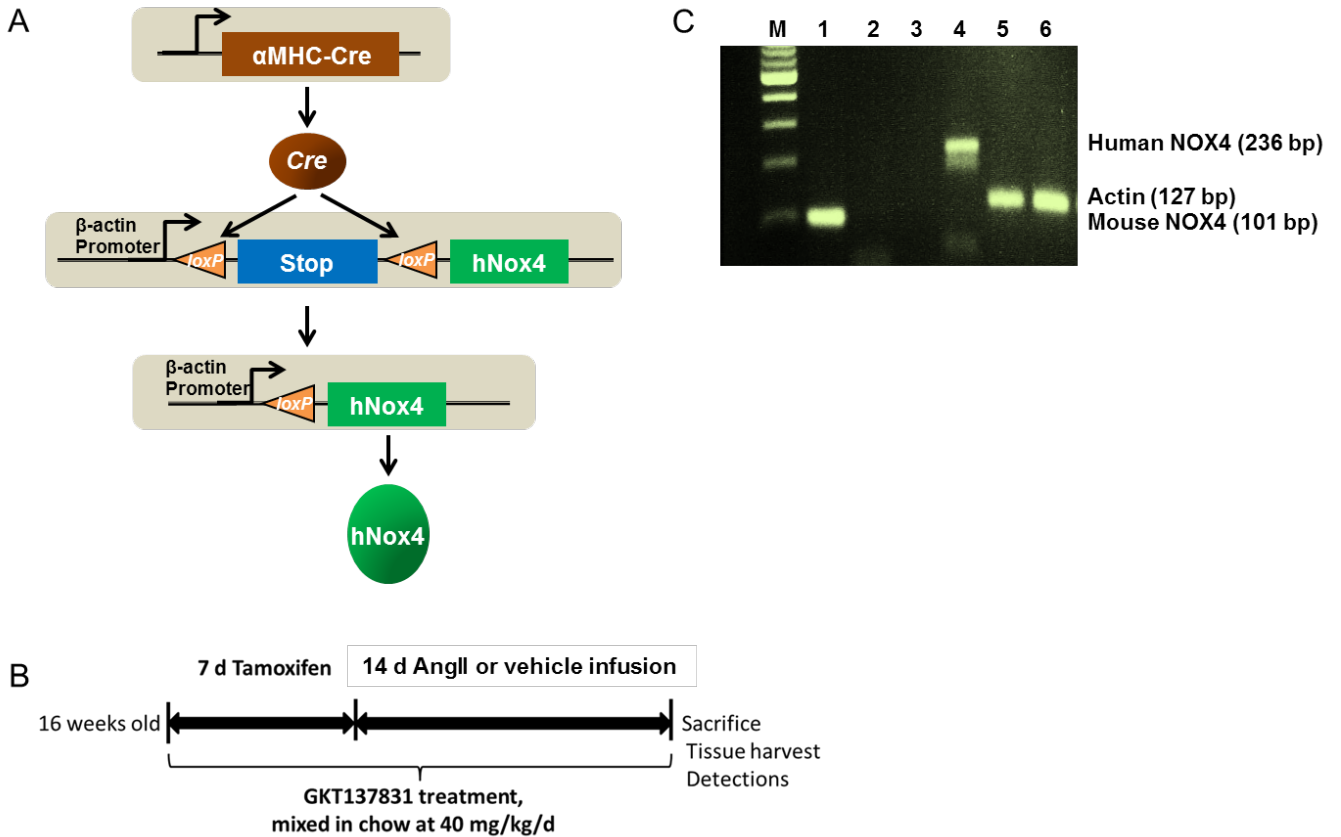 A
αMHC-Cre
Cre
β-actin
Promoter
loxP
Stop
loxP
hNox4
β-actin
Promoter
loxP
hNox4
hNox4
B
7 d Tamoxifen
14 d AngII or vehicle infusion
16 weeks old
Sacrifice
Tissue harvest
Detections
GKT137831 treatment,
mixed in chow at 40 mg/kg/d
C
M 1 2 3 4 5 6
Human NOX4 (236 bp)
Actin (127 bp)
Mouse NOX4 (101 bp)